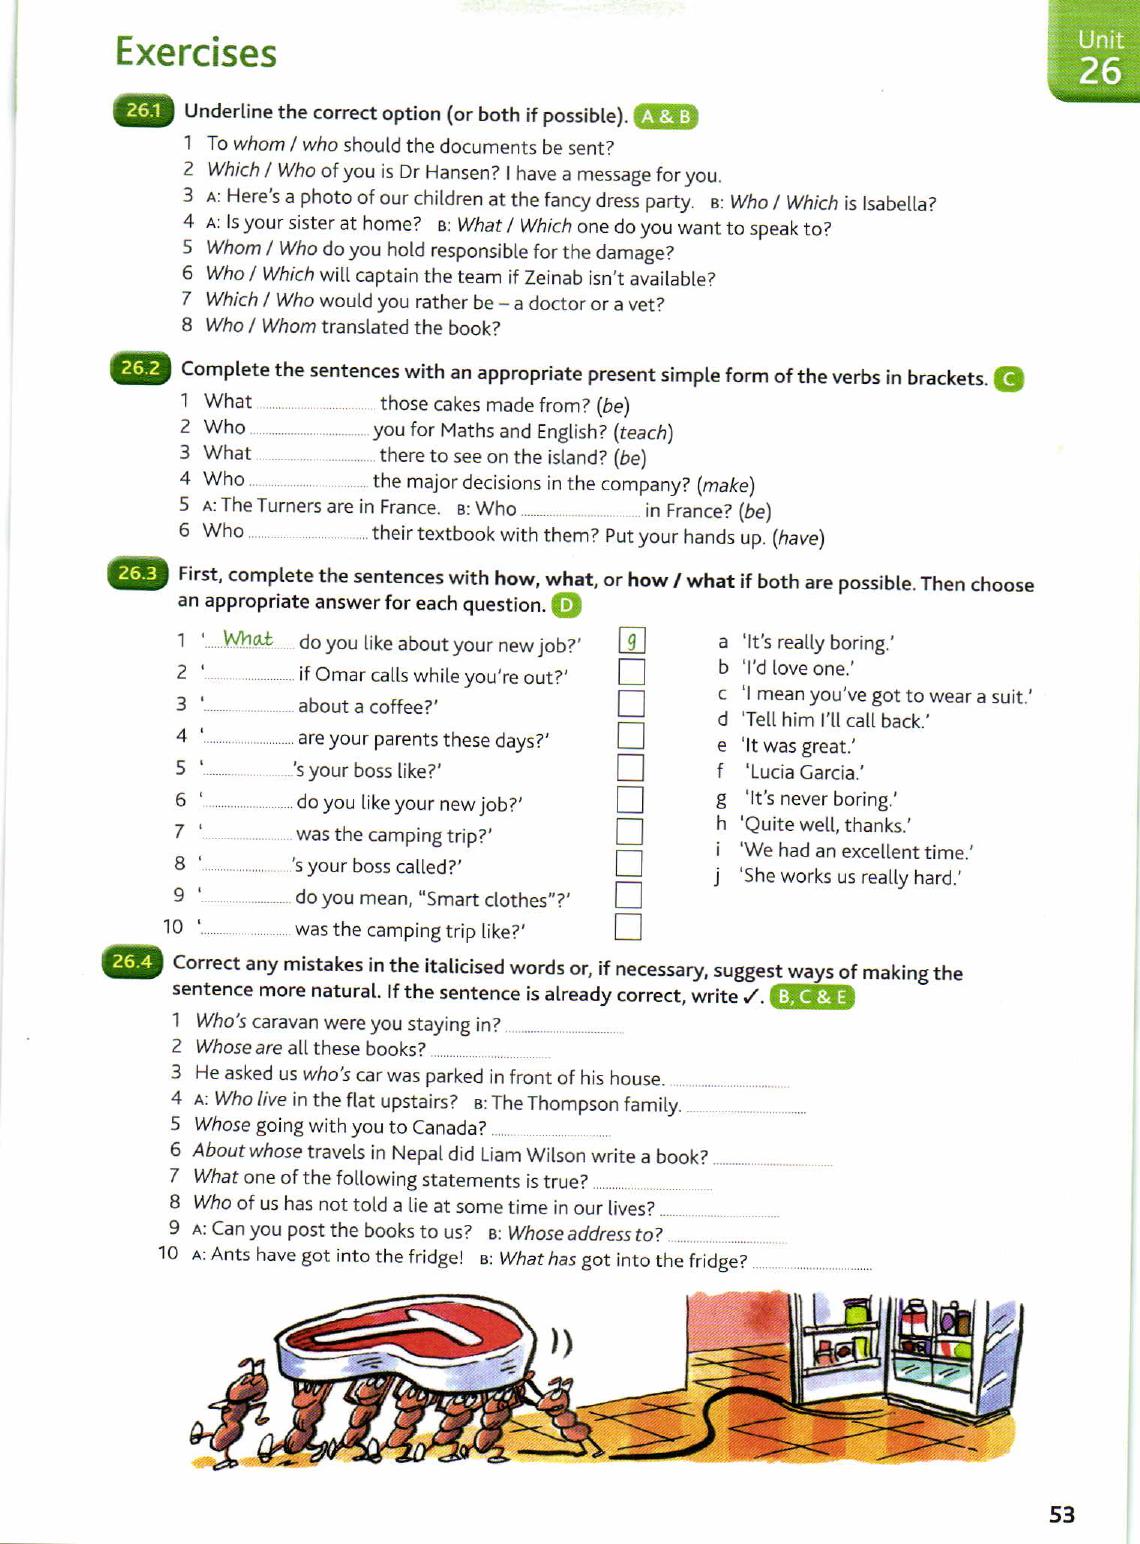 Exercises
Unit
26
26.1 Underline the correct option (or both if possible). A & B
1 To whom / who should the documents be sent?
2 Which / Who of you is Dr Hansen? I have a message for you.
3 A: Here's a photo of our children at the fancy dress party. B: Who / Which is Isabella?
4 A: Is your sister at home? B: What / Which one do you want to speak to?
5 Whom / Who do you hold responsible for the damage?
6 Who / Which will captain the team if Zeinab isn't available?
7 Which / Who would you rather be – a doctor or a vet?
8 Who / Whom translated the book?
26.2 Complete the sentences with an appropriate present simple form of the verbs in brackets. C
1 What .............................. those cakes made from? (be)
2 Who .............................. you for Maths and English? (teach)
3 What .............................. there to see on the island? (be)
4 Who .............................. the major decisions in the company? (make)
5 A: The Turners are in France. B: Who .............................. in France? (be)
6 Who .............................. their textbook with them? Put your hands up. (have)
26.3 First, complete the sentences with how, what, or how / what if both are possible. Then choose
an appropriate answer for each question. D
1 '....What.... do you like about your new job?' g
2 '........................ if Omar calls while you're out?'
3 '........................ about a coffee?'
4 '........................ are your parents these days?'
5 '........................'s your boss like?'
6 '........................ do you like your new job?'
7 '........................ was the camping trip?'
8 '........................'s your boss called?'
9 '........................ do you mean, "Smart clothes"?'
10 '........................ was the camping trip like?'
a 'It's really boring.'
b 'I'd love one.'
c 'I mean you've got to wear a suit.'
d 'Tell him I'll call back.'
e 'It was great.'
f 'Lucia Garcia.'
g 'It's never boring.'
h 'Quite well, thanks.'
i 'We had an excellent time.'
j 'She works us really hard.'
26.4 Correct any mistakes in the italicised words or, if necessary, suggest ways of making the
sentence more natural. If the sentence is already correct, write ✓. B, C & E
1 Who's caravan were you staying in? ..............................
2 Whose are all these books? ..............................
3 He asked us who's car was parked in front of his house. ..............................
4 A: Who live in the flat upstairs? B: The Thompson family. ..............................
5 Whose going with you to Canada? ..............................
6 About whose travels in Nepal did Liam Wilson write a book? ..............................
7 What one of the following statements is true? ..............................
8 Who of us has not told a lie at some time in our lives? ..............................
9 A: Can you post the books to us? B: Whose address to? ..............................
10 A: Ants have got into the fridge! B: What has got into the fridge? ..............................
53